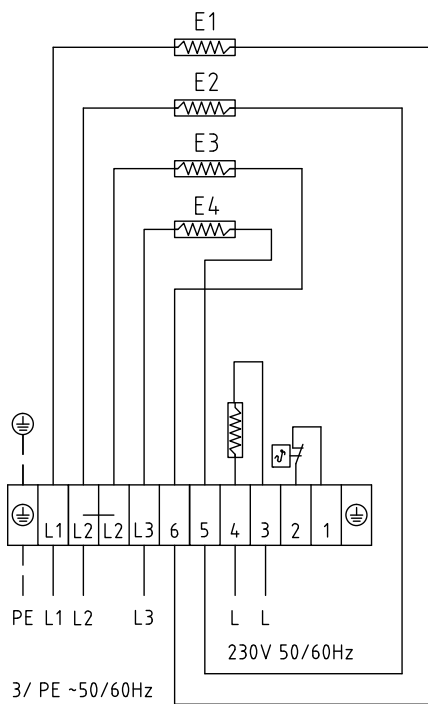 E1
E2
E3
E4
L1 L2 L2 L3 6 5 4 3 2 1
PE L1 L2 L3 L L
230V 50/60Hz
3/ PE ~50/60Hz